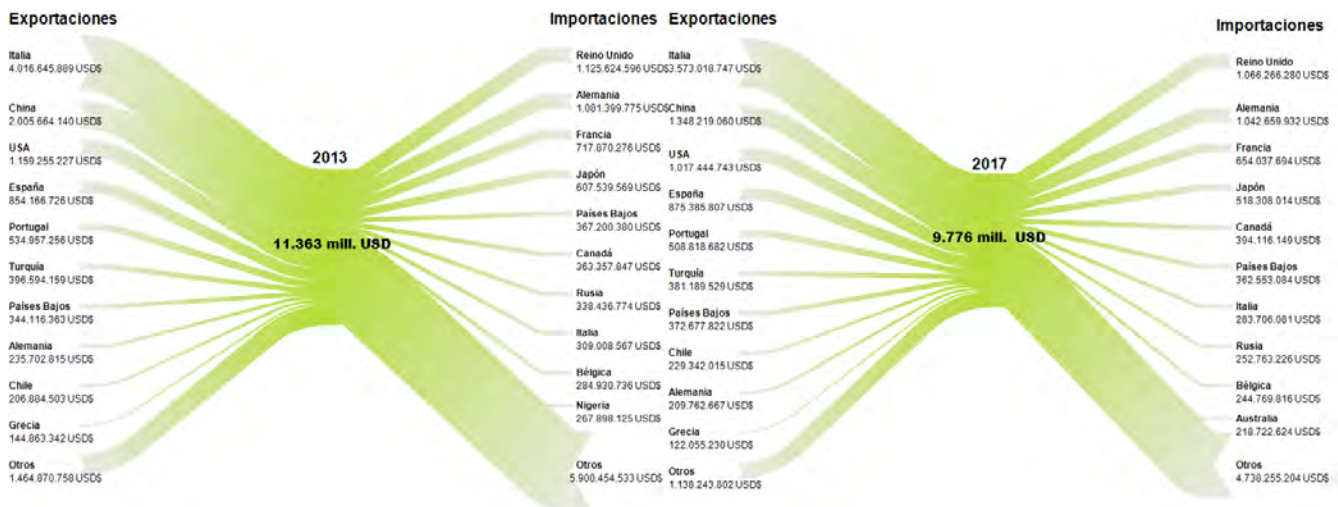 Exportaciones
Italia
4.016.645.889 USD$
China
2.005.664.140 USD$
USA
1.159.255.227 USD$
España
854.166.726 USD$
Portugal
534.957.256 USD$
Turquía
396.594.159 USD$
Países Bajos
344.116.363 USD$
Alemania
235.702.815 USD$
Chile
206.884.503 USD$
Grecia
144.863.342 USD$
Otros
1.464.870.758 USD$
2013
11.363 mill. USD
Importaciones
Reino Unido
1.125.624.596 USD$
Alemania
1.081.399.775 USD$
Francia
717.870.276 USD$
Japón
607.539.569 USD$
Países Bajos
367.200.380 USD$
Canadá
363.357.847 USD$
Rusia
338.436.774 USD$
Italia
309.008.567 USD$
Bélgica
284.930.736 USD$
Nigeria
267.898.125 USD$
Otros
5.900.454.533 USD$
Exportaciones
Italia
3.573.018.747 USD$
China
1.348.219.060 USD$
USA
1.017.444.743 USD$
España
875.385.807 USD$
Portugal
508.818.682 USD$
Turquía
381.189.529 USD$
Países Bajos
372.677.822 USD$
Chile
229.342.015 USD$
Alemania
209.762.667 USD$
Grecia
122.055.230 USD$
Otros
1.138.243.802 USD$
2017
9.776 mill. USD
Importaciones
Reino Unido
1.066.266.280 USD$
Alemania
1.042.659.932 USD$
Francia
654.037.694 USD$
Japón
518.308.014 USD$
Canadá
394.116.149 USD$
Países Bajos
362.553.084 USD$
Italia
283.706.081 USD$
Rusia
252.763.226 USD$
Bélgica
244.769.816 USD$
Australia
218.722.624 USD$
Otros
4.738.255.204 USD$